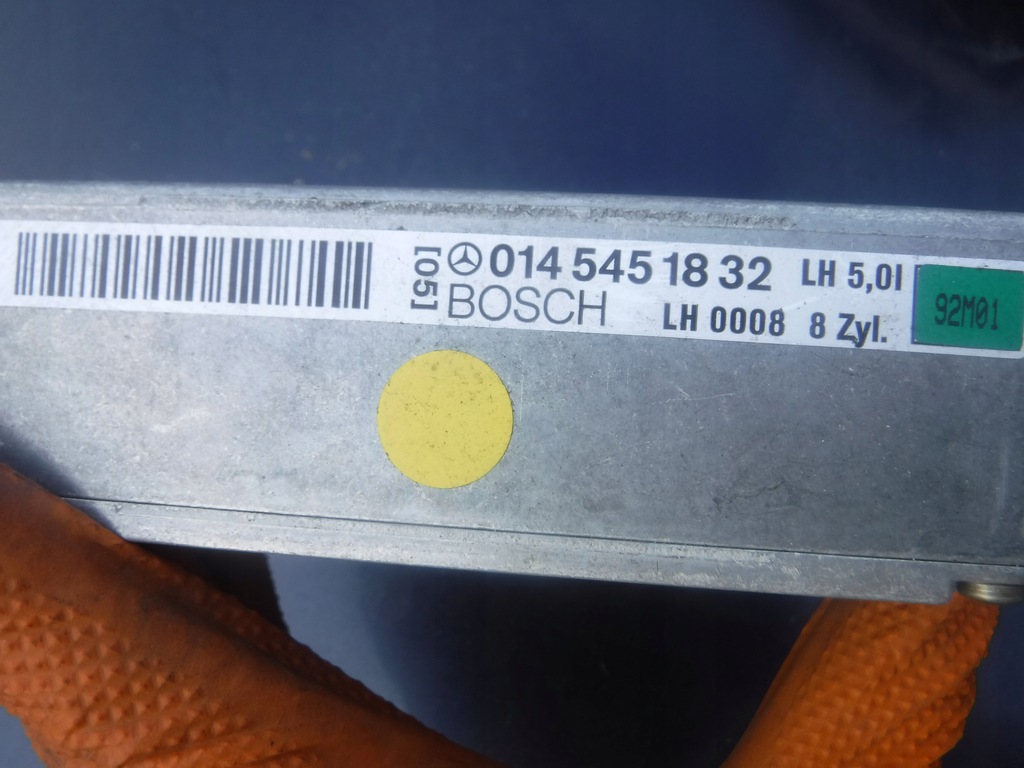 [05]
014 545 18 32 LH 5,0l
BOSCH LH 0008 8 Zyl.
92M01